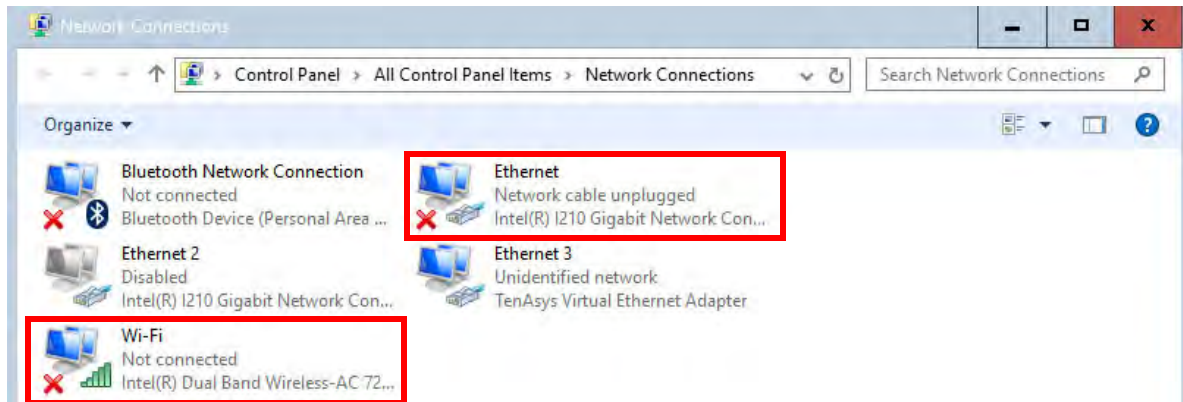 Network Connections
Control Panel > All Control Panel Items > Network Connections
Search Network Connections
Organize
Bluetooth Network Connection
Not connected
Bluetooth Device (Personal Area ...
Ethernet
Network cable unplugged
Intel(R) I210 Gigabit Network Con...
Ethernet 2
Disabled
Intel(R) I210 Gigabit Network Con...
Ethernet 3
Unidentified network
TenAsys Virtual Ethernet Adapter
Wi-Fi
Not connected
Intel(R) Dual Band Wireless-AC 72...